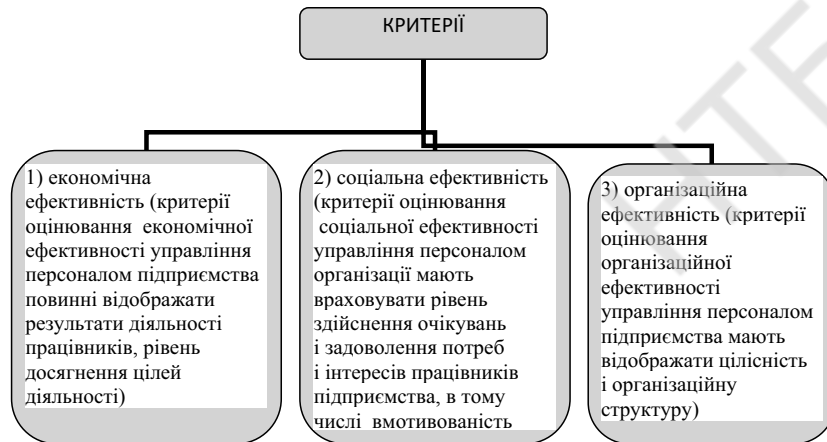 КРИТЕРІЇ
1) економічна
ефективність (критерії
оцінювання економічної
ефективності управління
персоналом підприємства
повинні відображати
результати діяльності
працівників, рівень
досягнення цілей
діяльності)
2) соціальна ефективність
(критерії оцінювання
соціальної ефективності
управління персоналом
організації мають
враховувати рівень
здійснення очікувань
і задоволення потреб
і інтересів працівників
підприємства, в тому
числі вмотивованість
3) організаційна
ефективність (критерії
оцінювання
організаційної
ефективності
управління персоналом
підприємства мають
відображати цілісність
і організаційну
структуру)